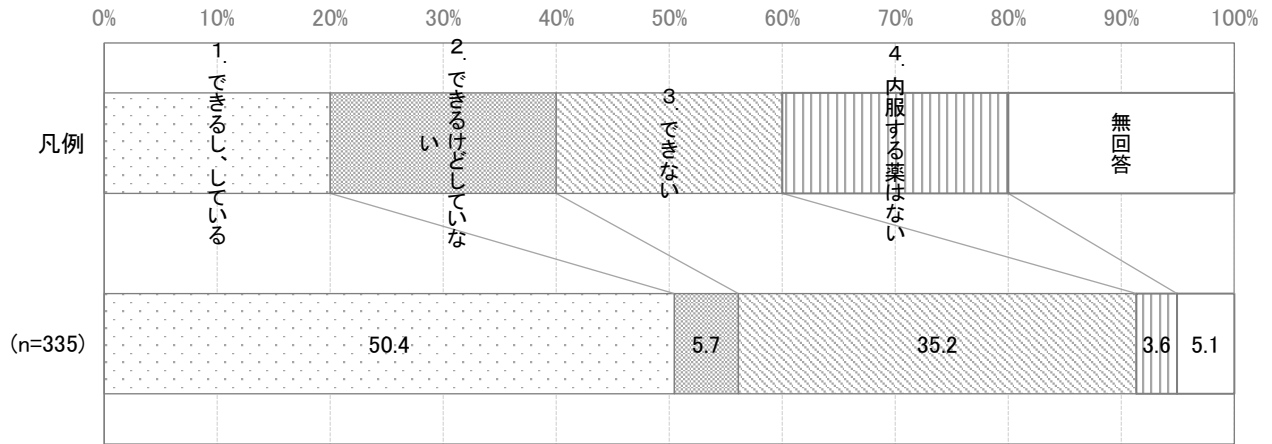 0% 10% 20% 30% 40% 50% 60% 70% 80% 90% 100%
凡例
1．できるし、している
2．できるけどしていな
い
3．できない
4．内服する薬はない
無回答
(n=335)
50.4 5.7 35.2 3.6 5.1